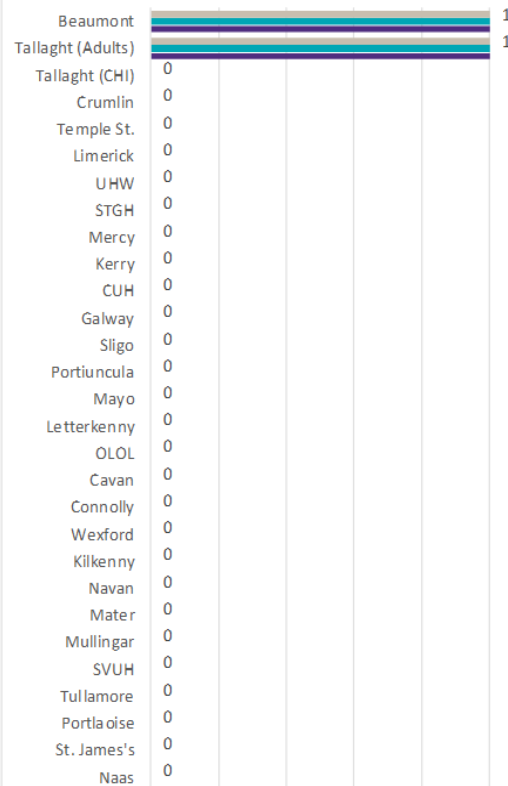 Beaumont 1
Tallaght (Adults) 1
Tallaght (CHI) 0
Crumlin 0
Temple St. 0
Limerick 0
UHW 0
STGH 0
Mercy 0
Kerry 0
CUH 0
Galway 0
Sligo 0
Portiuncula 0
Mayo 0
Letterkenny 0
OLOL 0
Cavan 0
Connolly 0
Wexford 0
Kilkenny 0
Navan 0
Mater 0
Mullingar 0
SVUH 0
Tullamore 0
Portlaoise 0
St. James's 0
Naas 0